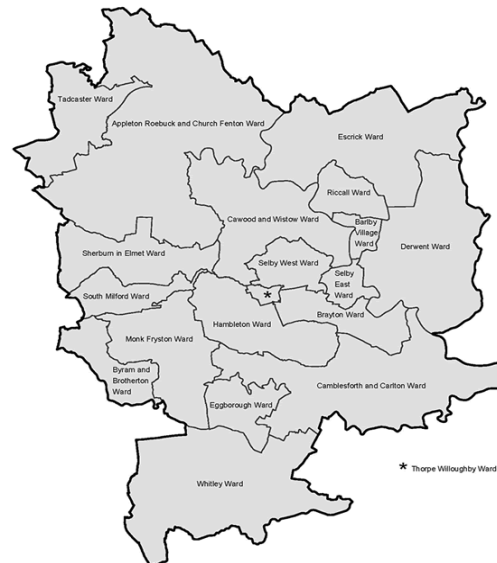 Tadcaster Ward
Appleton Roebuck and Church Fenton Ward
Escrick Ward
Riccall Ward
Cawood and Wistow Ward
Barlby
Village
Ward
Derwent Ward
Sherburn in Elmet Ward
Selby West Ward
Selby
East
Ward
South Milford Ward
*
Hambleton Ward
Brayton Ward
Monk Fryston Ward
Byram and
Brotherton
Ward
Camblesforth and Carlton Ward
Eggborough Ward
* Thorpe Willoughby Ward
Whitley Ward